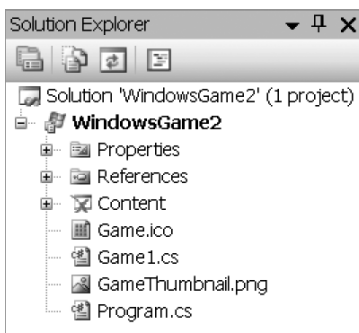 Solution Explorer
Solution 'WindowsGame2' (1 project)
WindowsGame2
Properties
References
Content
Game.ico
Game1.cs
GameThumbnail.png
Program.cs